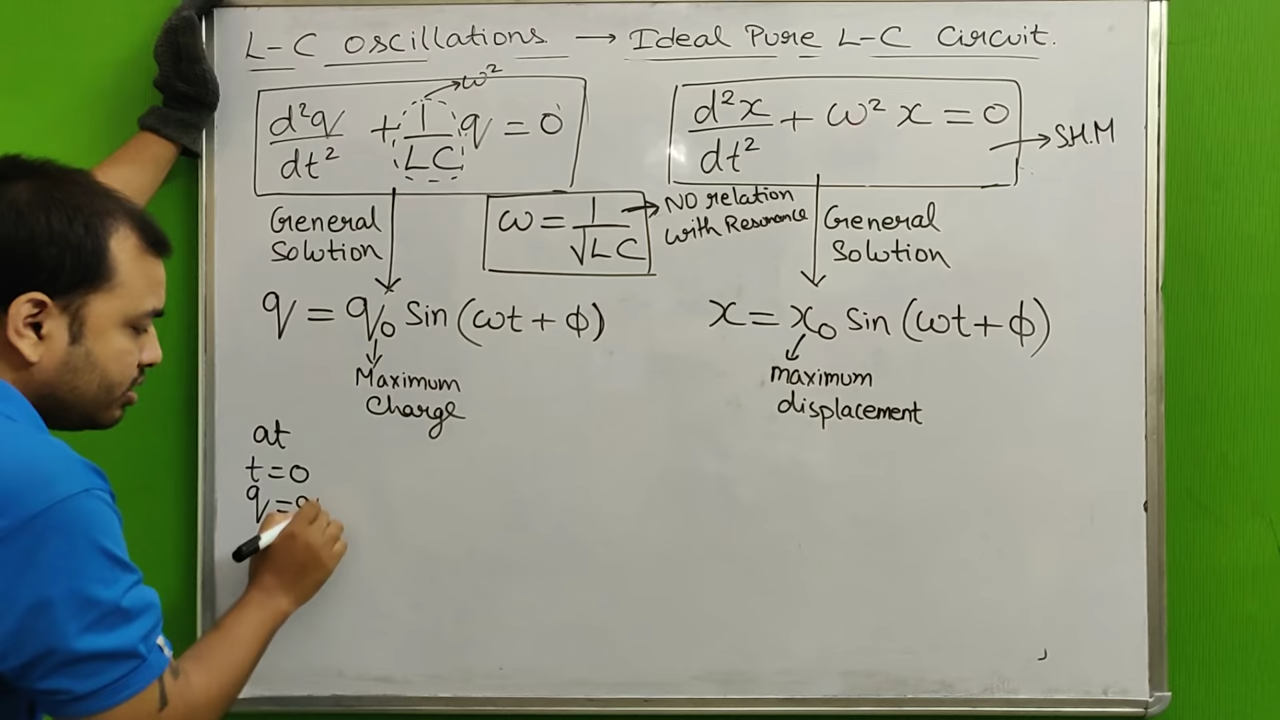 L-C oscillations → Ideal Pure L-C Circuit.
d²q/dt² + 1/LC q = 0
→ω²
d²x/dt² + ω²x = 0
→ S.H.M
General
Solution
ω = 1/√LC
→ NO relation
with Resonance
General
Solution
q = q₀ Sin (ωt + ϕ)
x = x₀ Sin (ωt + ϕ)
Maximum
Charge
maximum
displacement
at
t = 0
q =